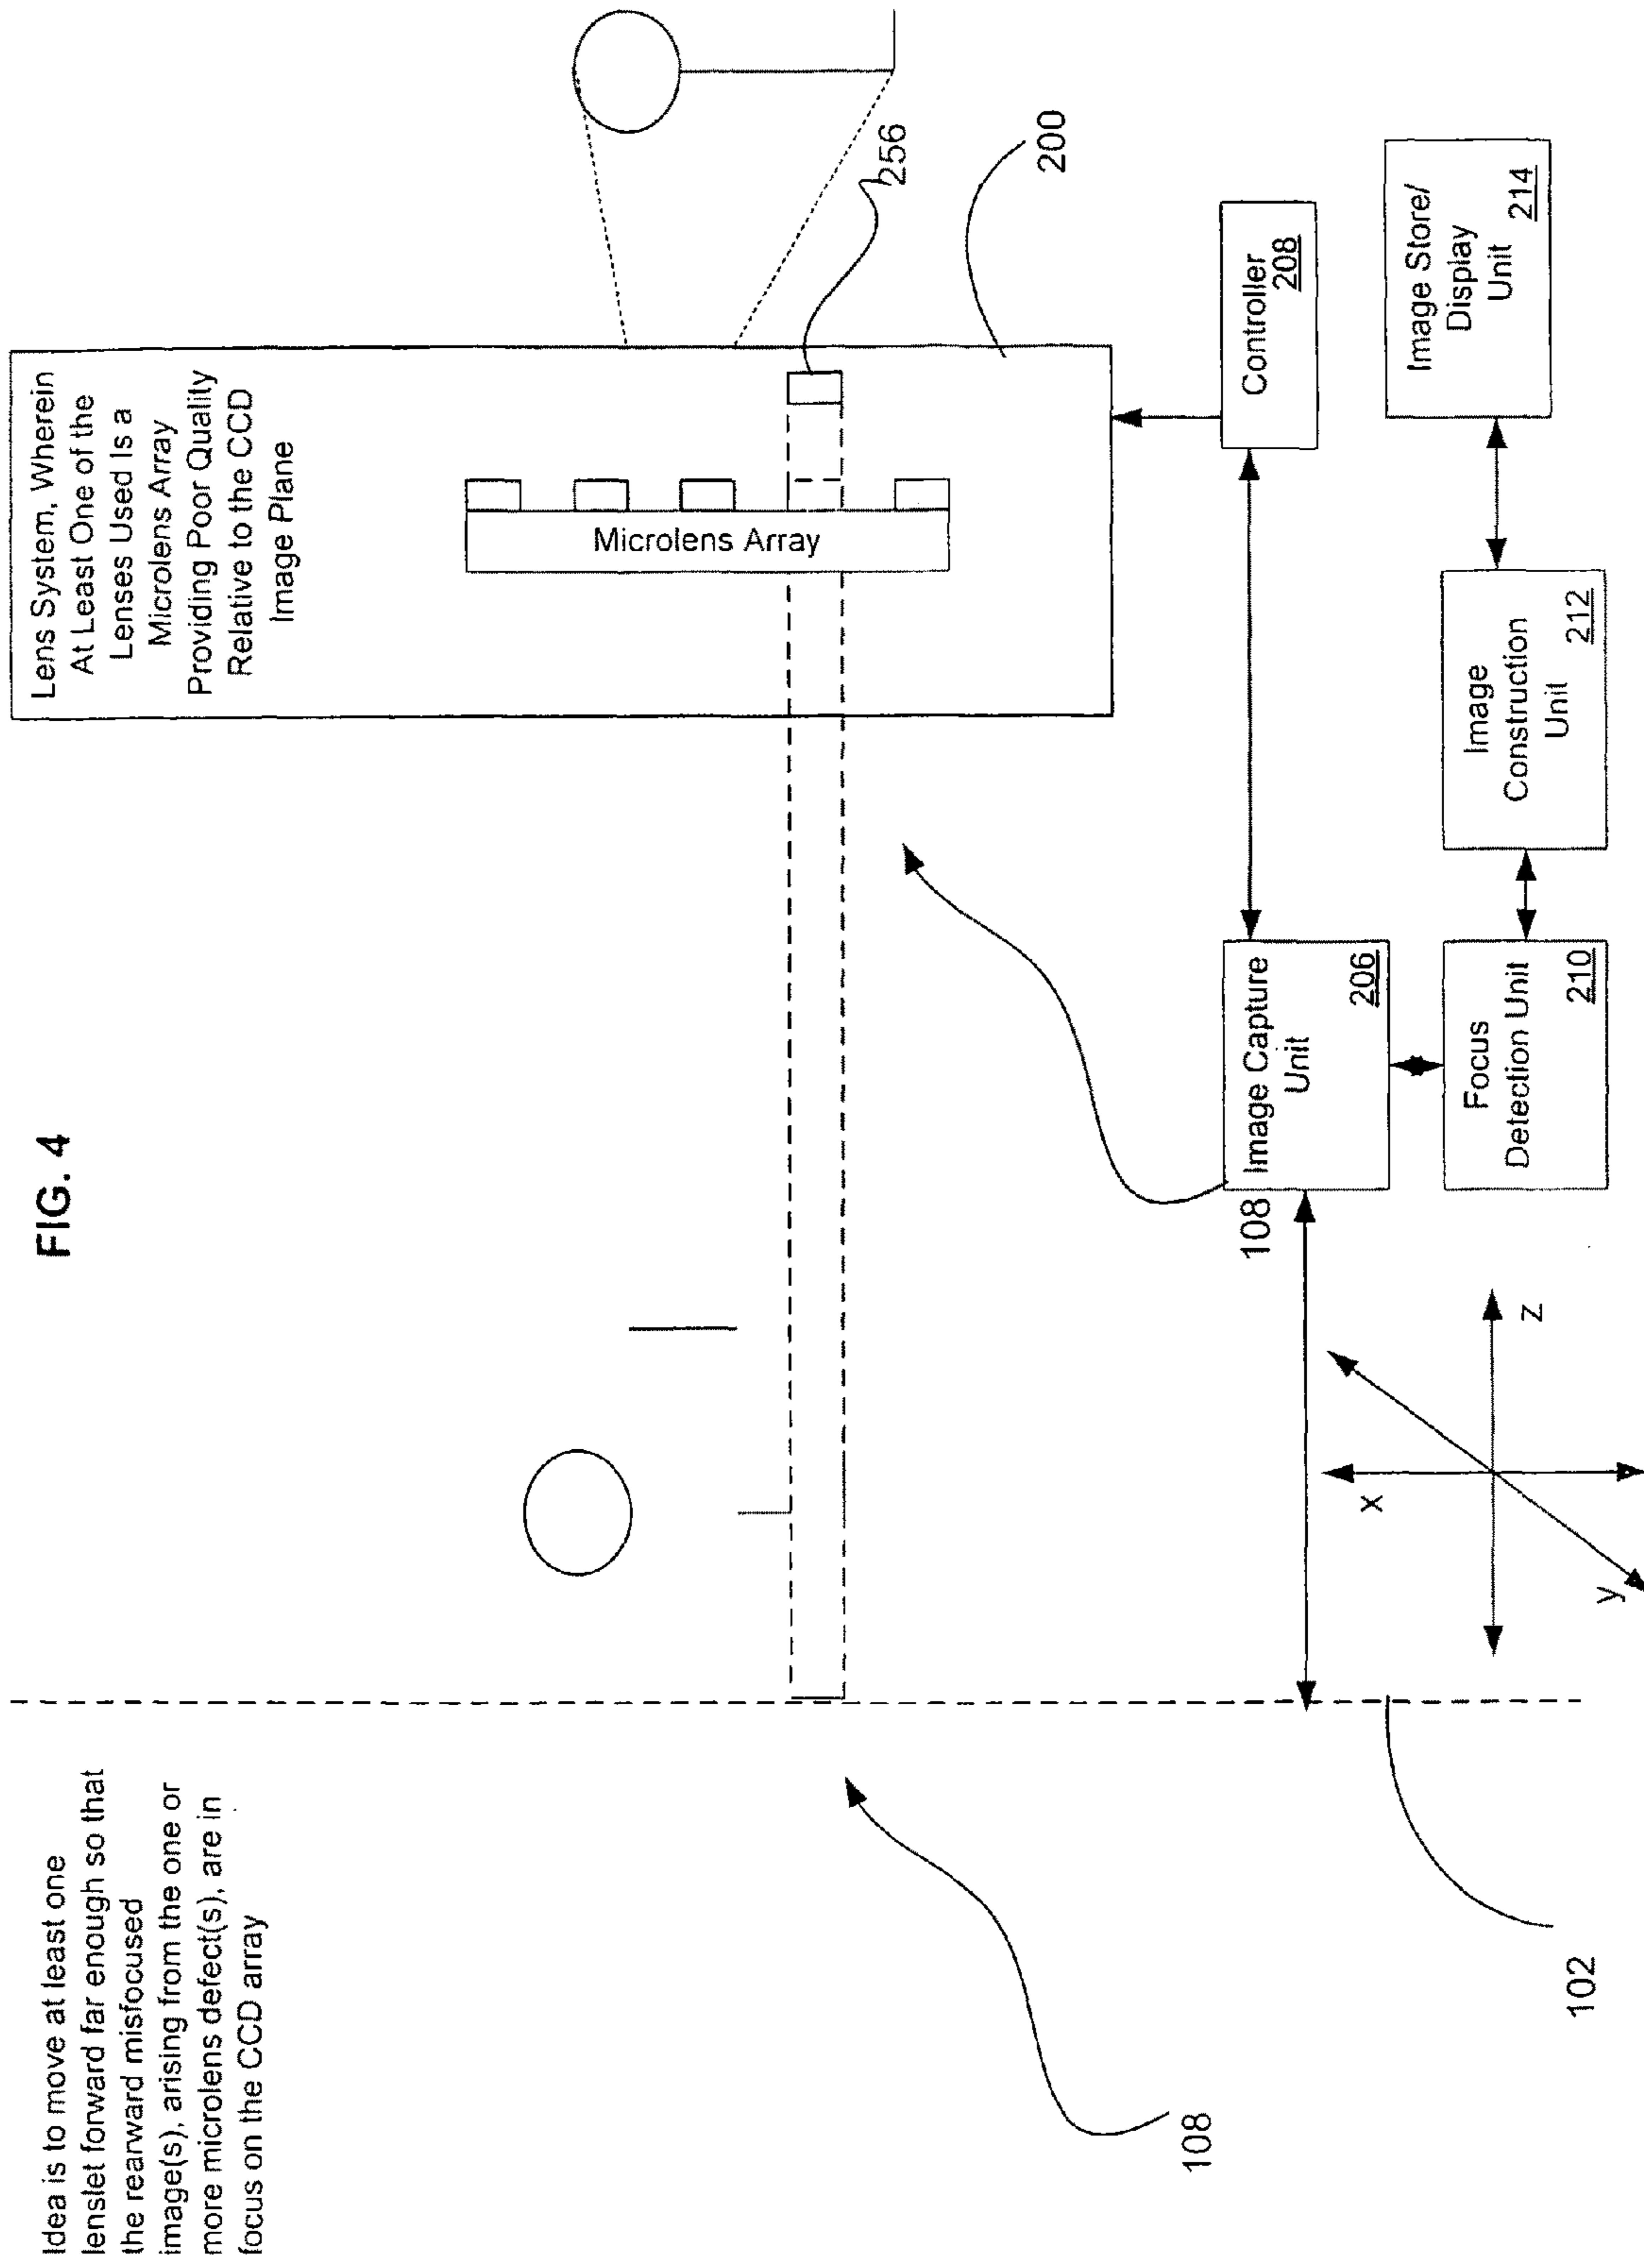 FIG. 4
Idea is to move at least one
lenslet forward far enough so that
the rearward misfocused
image(s), arising from the one or
more microlens defect(s), are in
focus on the CCD array
Lens System, Wherein
At Least One of the
Lenses Used Is a
Microlens Array
Providing Poor Quality
Relative to the CCD
Image Plane
Microlens Array
256
200
108
102
108
Image Capture
Unit
206
Controller
208
Focus
Detection Unit
210
Image
Construction
Unit
212
Image Store/
Display
Unit
214
x
y
z